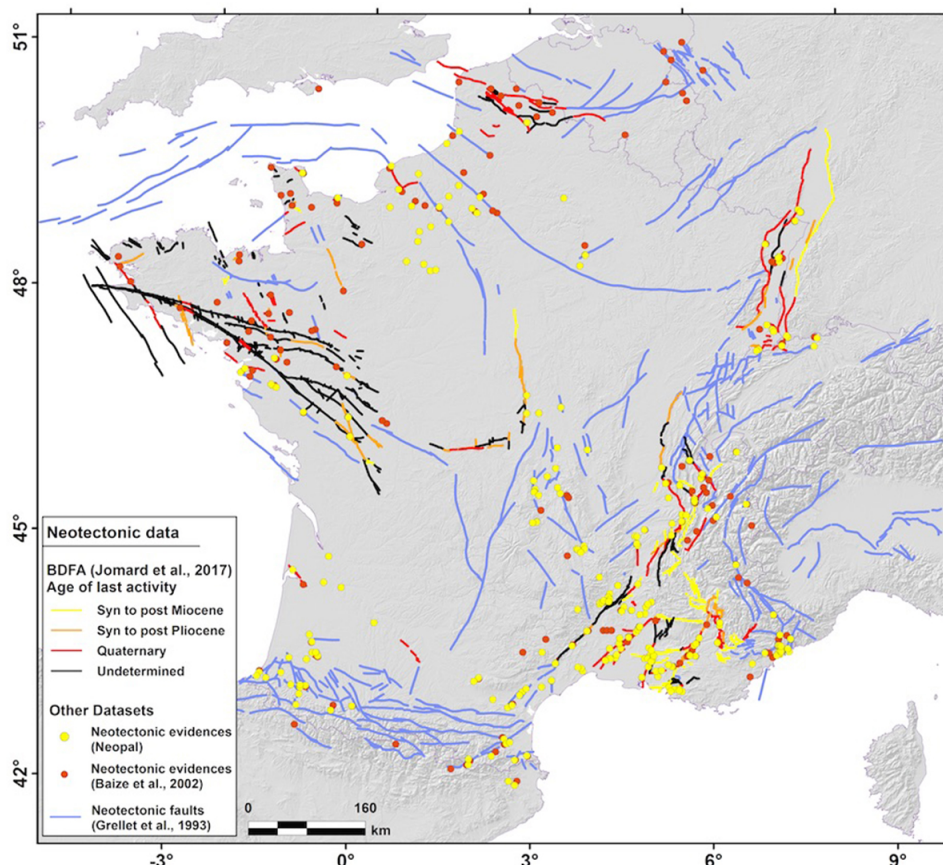 51°
48°
45°
42°
Neotectonic data
BDFA (Jomard et al., 2017)
Age of last activity
Syn to post Miocene
Syn to post Pliocene
Quaternary
Undetermined
Other Datasets
Neotectonic evidences
(Neopal)
Neotectonic evidences
(Baize et al., 2002)
Neotectonic faults
(Grellet et al., 1993)
0 160
km
-3° 0° 3° 6° 9°